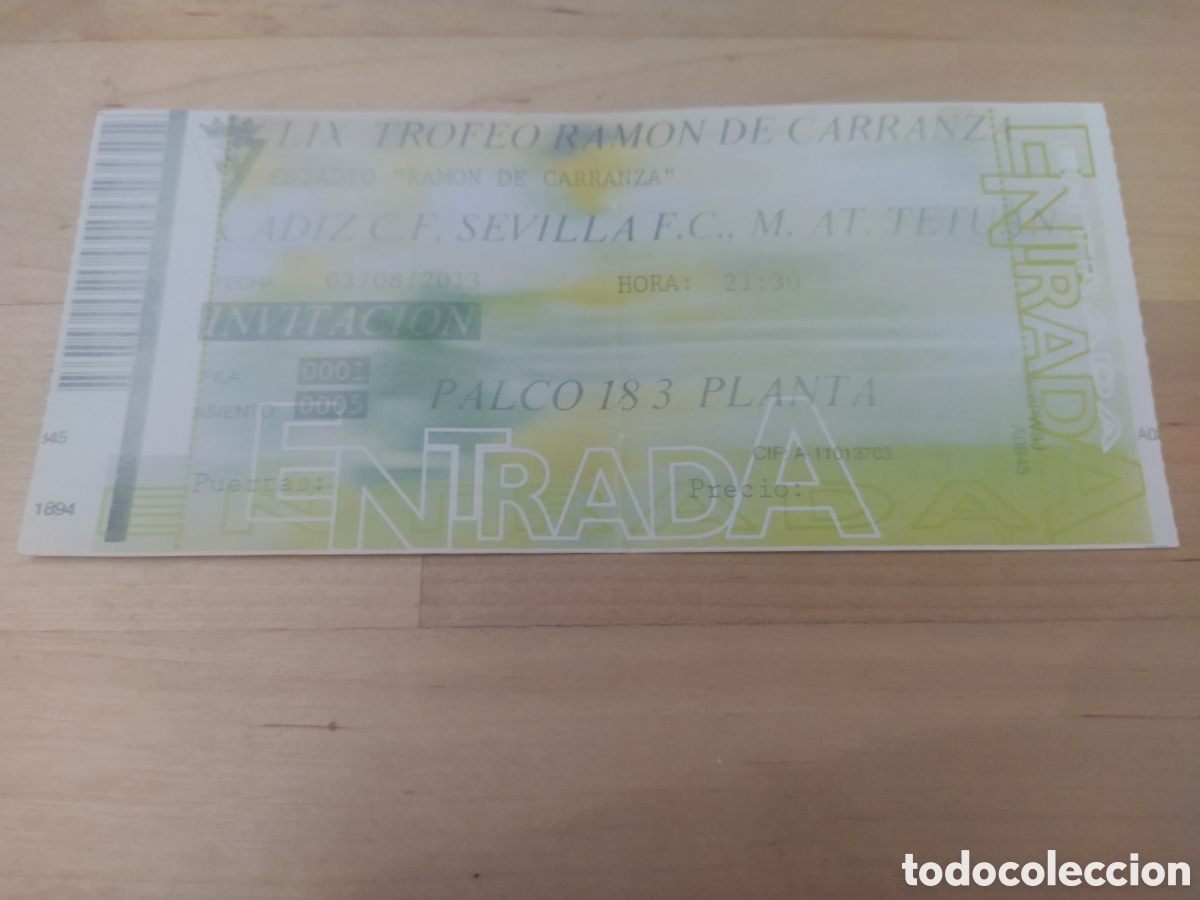 LIX TROFEO RAMON DE CARRANZA
ESTADIO "RAMON DE CARRANZA"
CADIZ C.F, SEVILLA F.C., M. AT. TETUAN
FECHA 03/08/2013 HORA: 21:30
INVITACION
FILA 0001
ASIENTO: 0005 PALCO 18 3 PLANTA
CIF: A-11013703
Puertas: Precio:
ENTRADA
ENTRADA
ENTRADA
1894
todocoleccion